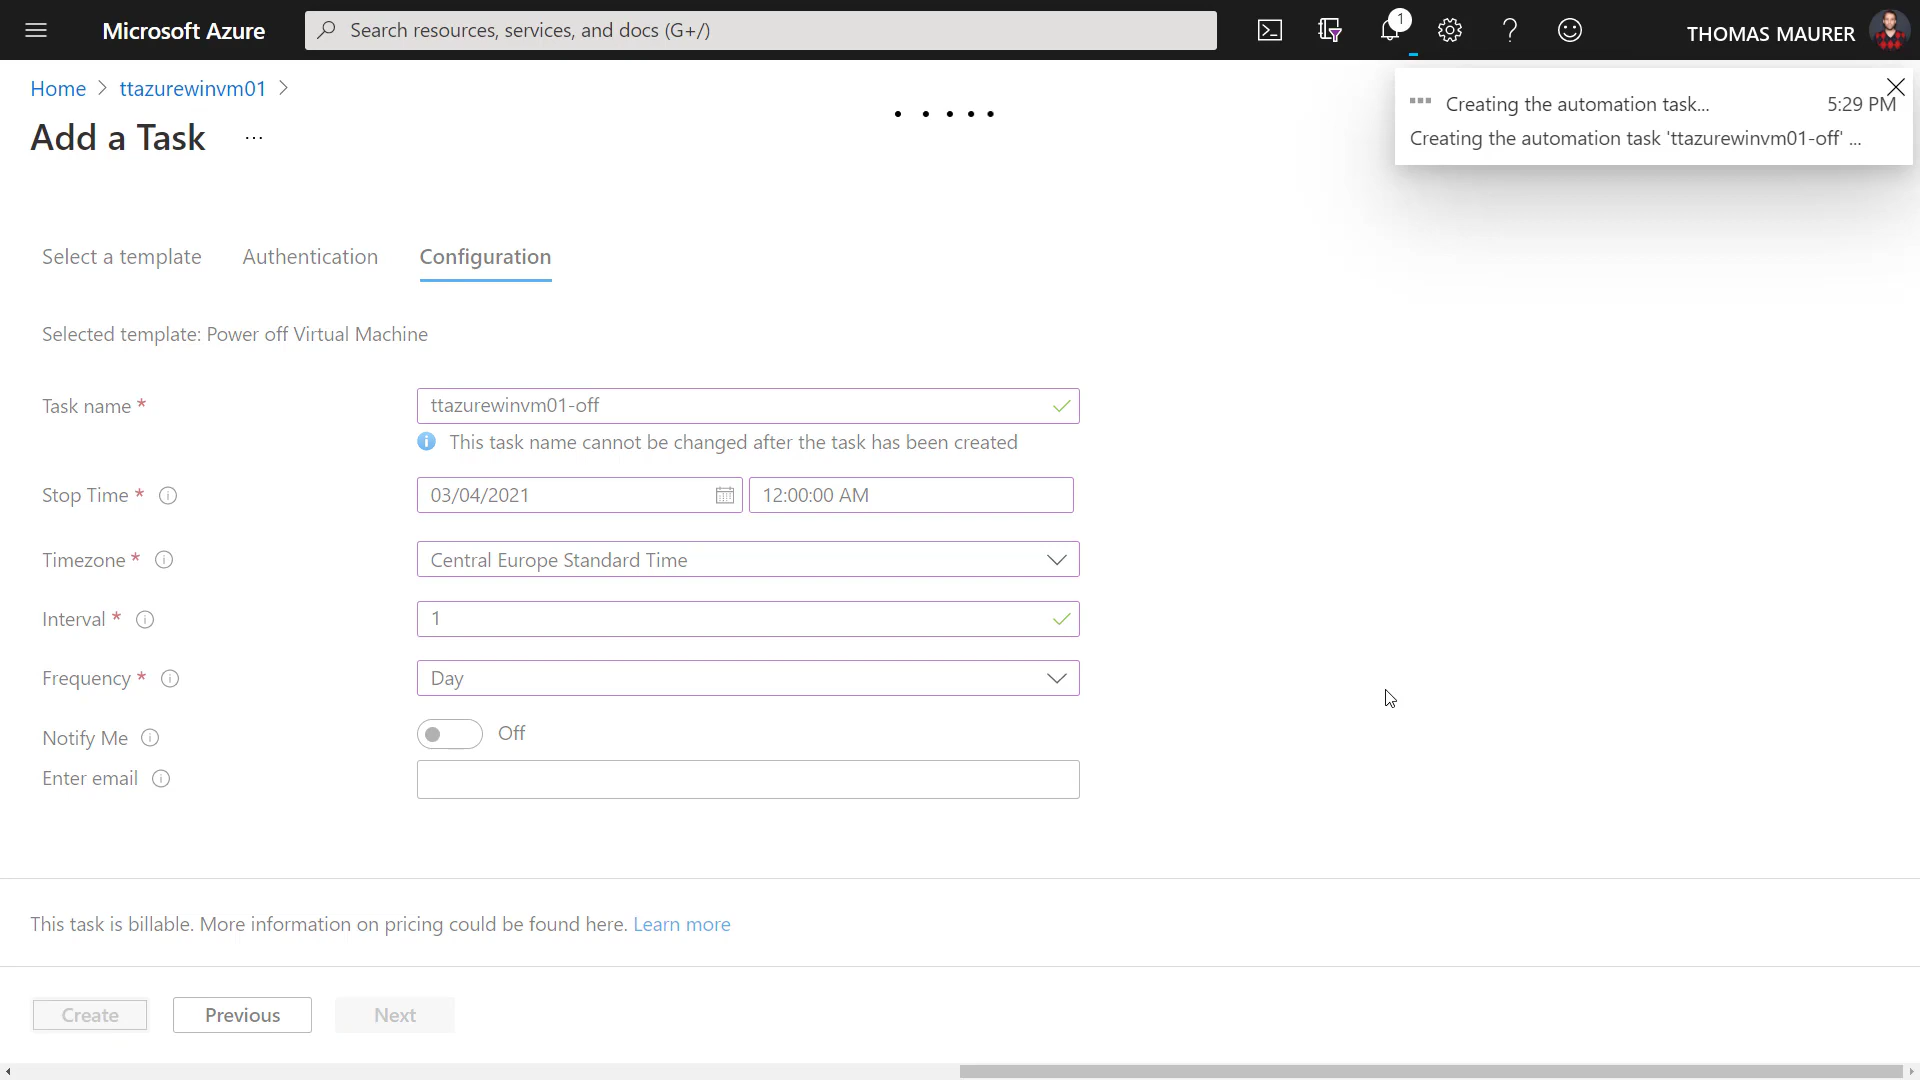 Microsoft Azure
Search resources, services, and docs (G+/)
1
THOMAS MAURER
Home > ttazurewinvm01 >
Add a Task ...
Creating the automation task... 5:29 PM
Creating the automation task 'ttazurewinvm01-off' ...
Select a template Authentication Configuration
Selected template: Power off Virtual Machine
Task name * ttazurewinvm01-off
This task name cannot be changed after the task has been created
Stop Time * 03/04/2021 12:00:00 AM
Timezone * Central Europe Standard Time
Interval * 1
Frequency * Day
Notify Me Off
Enter email
This task is billable. More information on pricing could be found here. Learn more
Create Previous Next